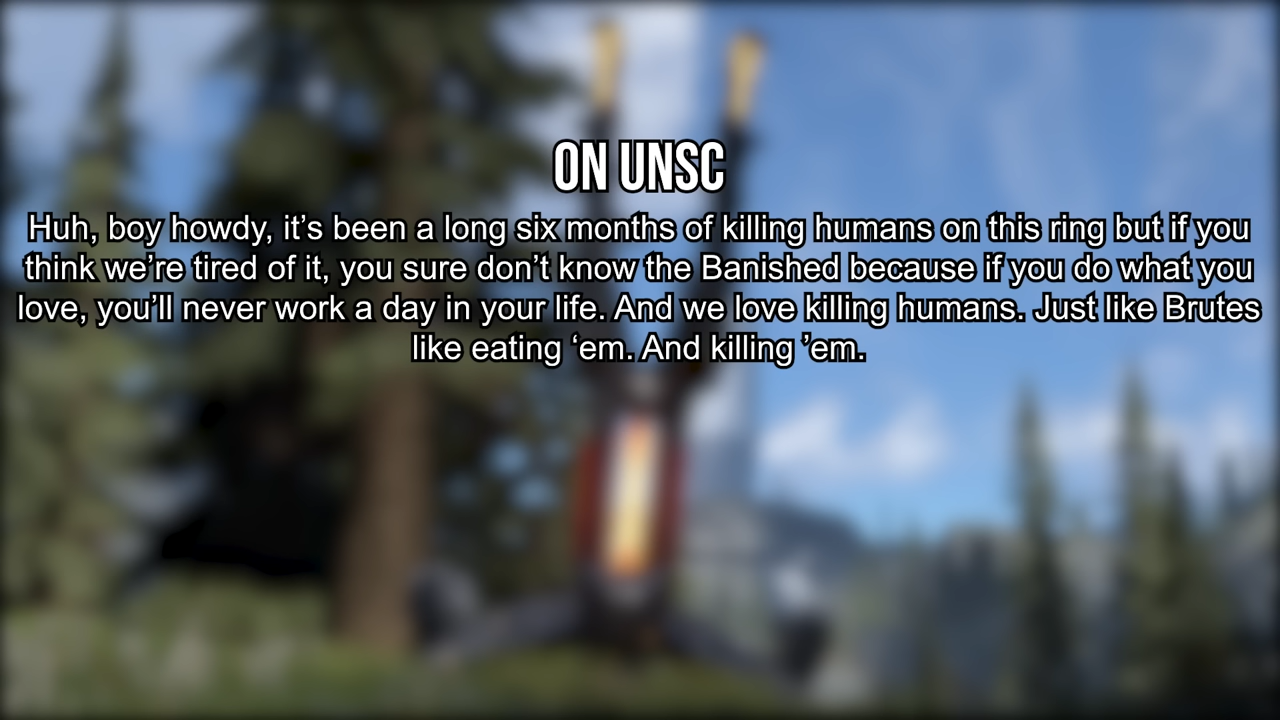 ON UNSC
Huh, boy howdy, it’s been a long six months of killing humans on this ring but if you
think we’re tired of it, you sure don’t know the Banished because if you do what you
love, you’ll never work a day in your life. And we love killing humans. Just like Brutes
like eating ‘em. And killing ’em.